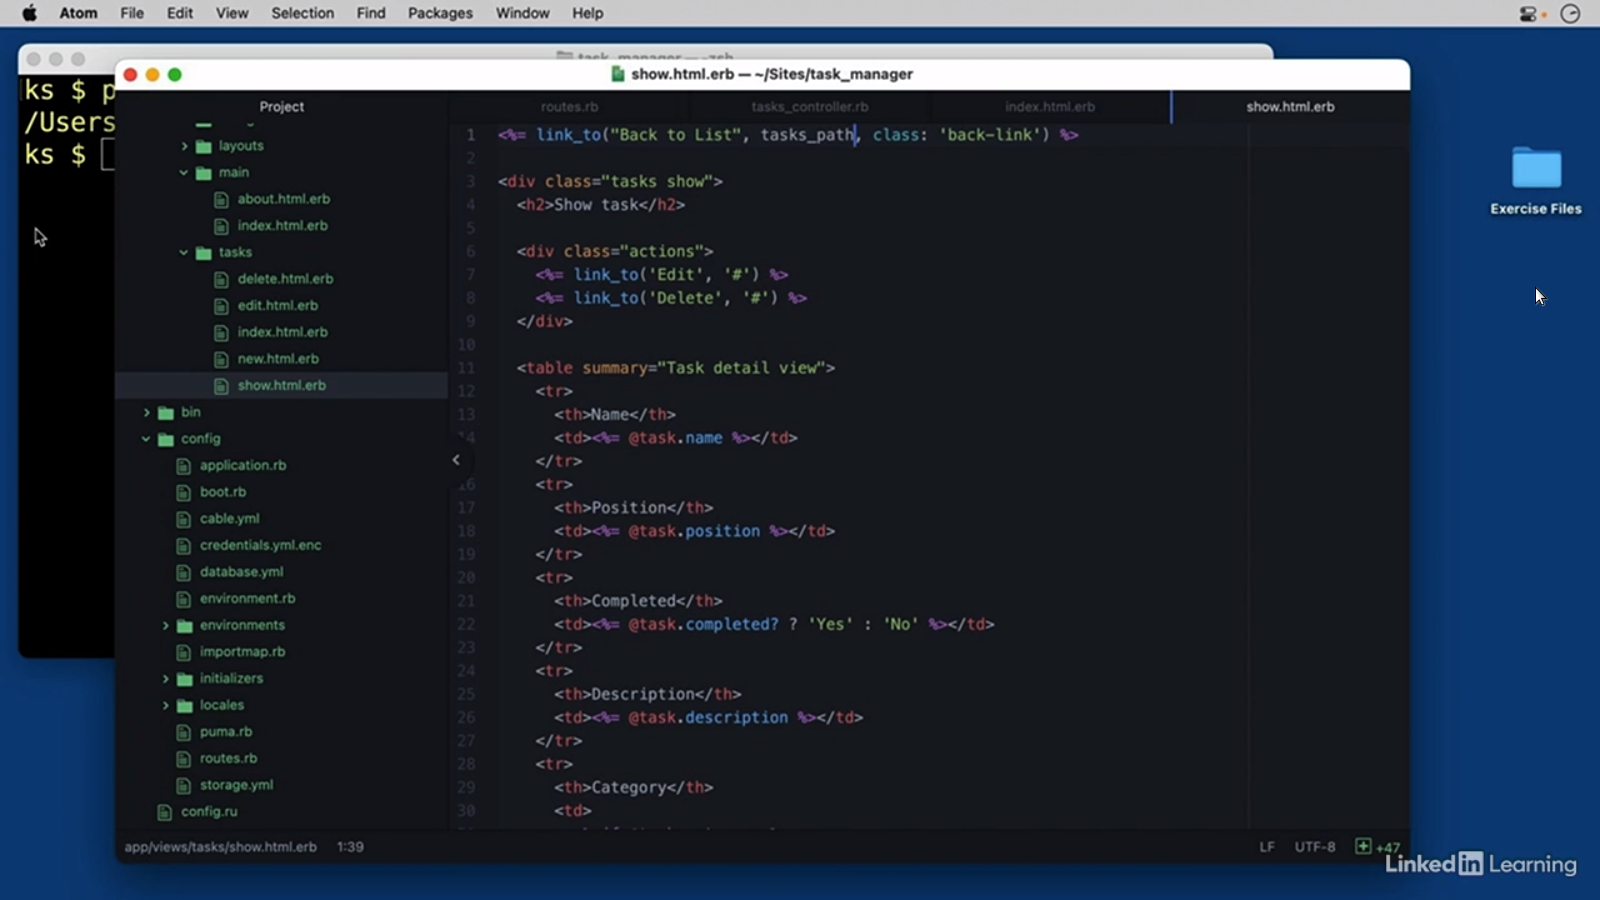 Atom File Edit View Selection Find Packages Window Help
ks $ p
/Users
ks $
show.html.erb — ~/Sites/task_manager
Project
layouts
main
about.html.erb
index.html.erb
tasks
delete.html.erb
edit.html.erb
index.html.erb
new.html.erb
show.html.erb
bin
config
application.rb
boot.rb
cable.yml
credentials.yml.enc
database.yml
environment.rb
environments
importmap.rb
initializers
locales
puma.rb
routes.rb
storage.yml
config.ru
routes.rb tasks_controller.rb index.html.erb show.html.erb
1 <%= link_to("Back to List", tasks_path, class: 'back-link') %>
2
3 <div class="tasks show">
4 <h2>Show task</h2>
5
6 <div class="actions">
7 <%= link_to('Edit', '#') %>
8 <%= link_to('Delete', '#') %>
9 </div>
10
11 <table summary="Task detail view">
12 <tr>
13 <th>Name</th>
14 <td><%= @task.name %></td>
</tr>
16 <tr>
17 <th>Position</th>
18 <td><%= @task.position %></td>
19 </tr>
20 <tr>
21 <th>Completed</th>
22 <td><%= @task.completed? ? 'Yes' : 'No' %></td>
23 </tr>
24 <tr>
25 <th>Description</th>
26 <td><%= @task.description %></td>
27 </tr>
28 <tr>
29 <th>Category</th>
30 <td>
app/views/tasks/show.html.erb 1:39
LF UTF-8 +47
Exercise Files
LinkedIn Learning